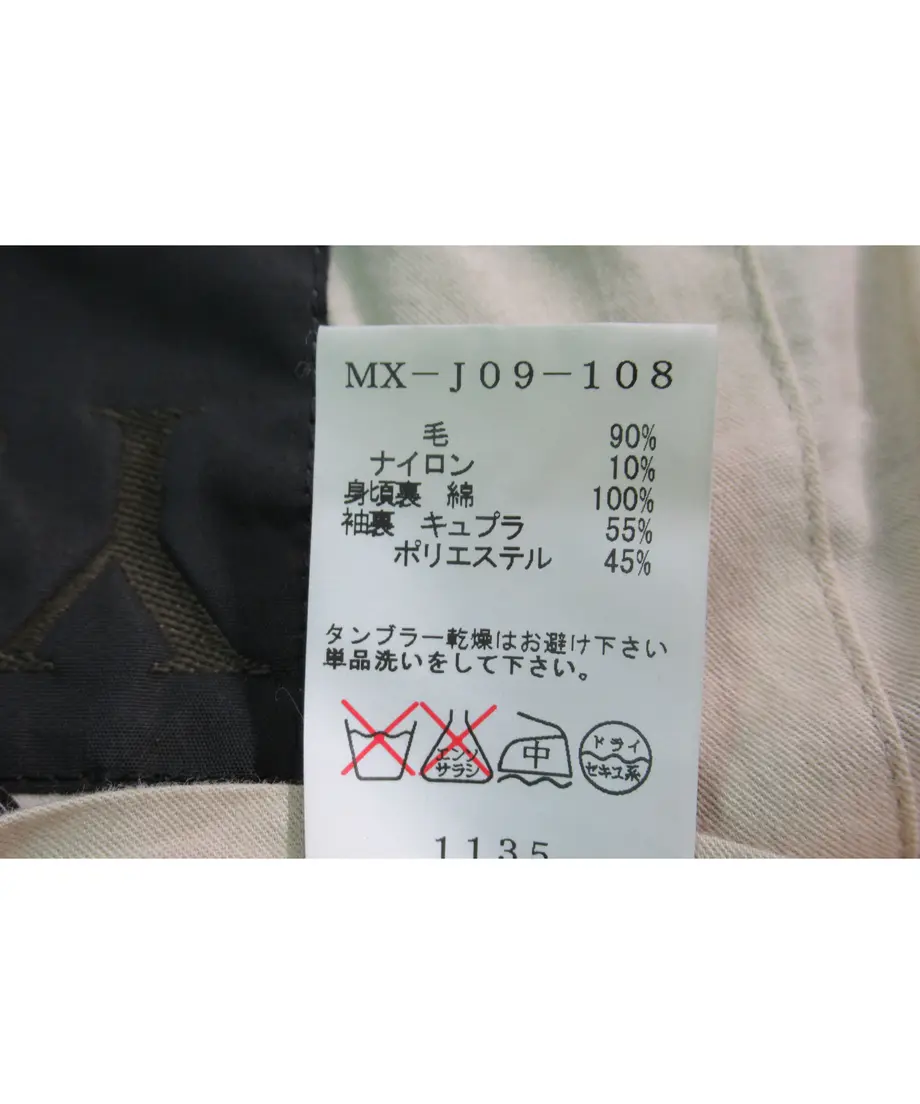 MX－J09－108
毛 90%
ナイロン 10%
身頃裏 綿 100%
袖裏 キュプラ 55%
ポリエステル 45%
タンブラー乾燥はお避け下さい
単品洗いをして下さい。
エンソ
サラシ
中
ドライ
セキユ系
1135